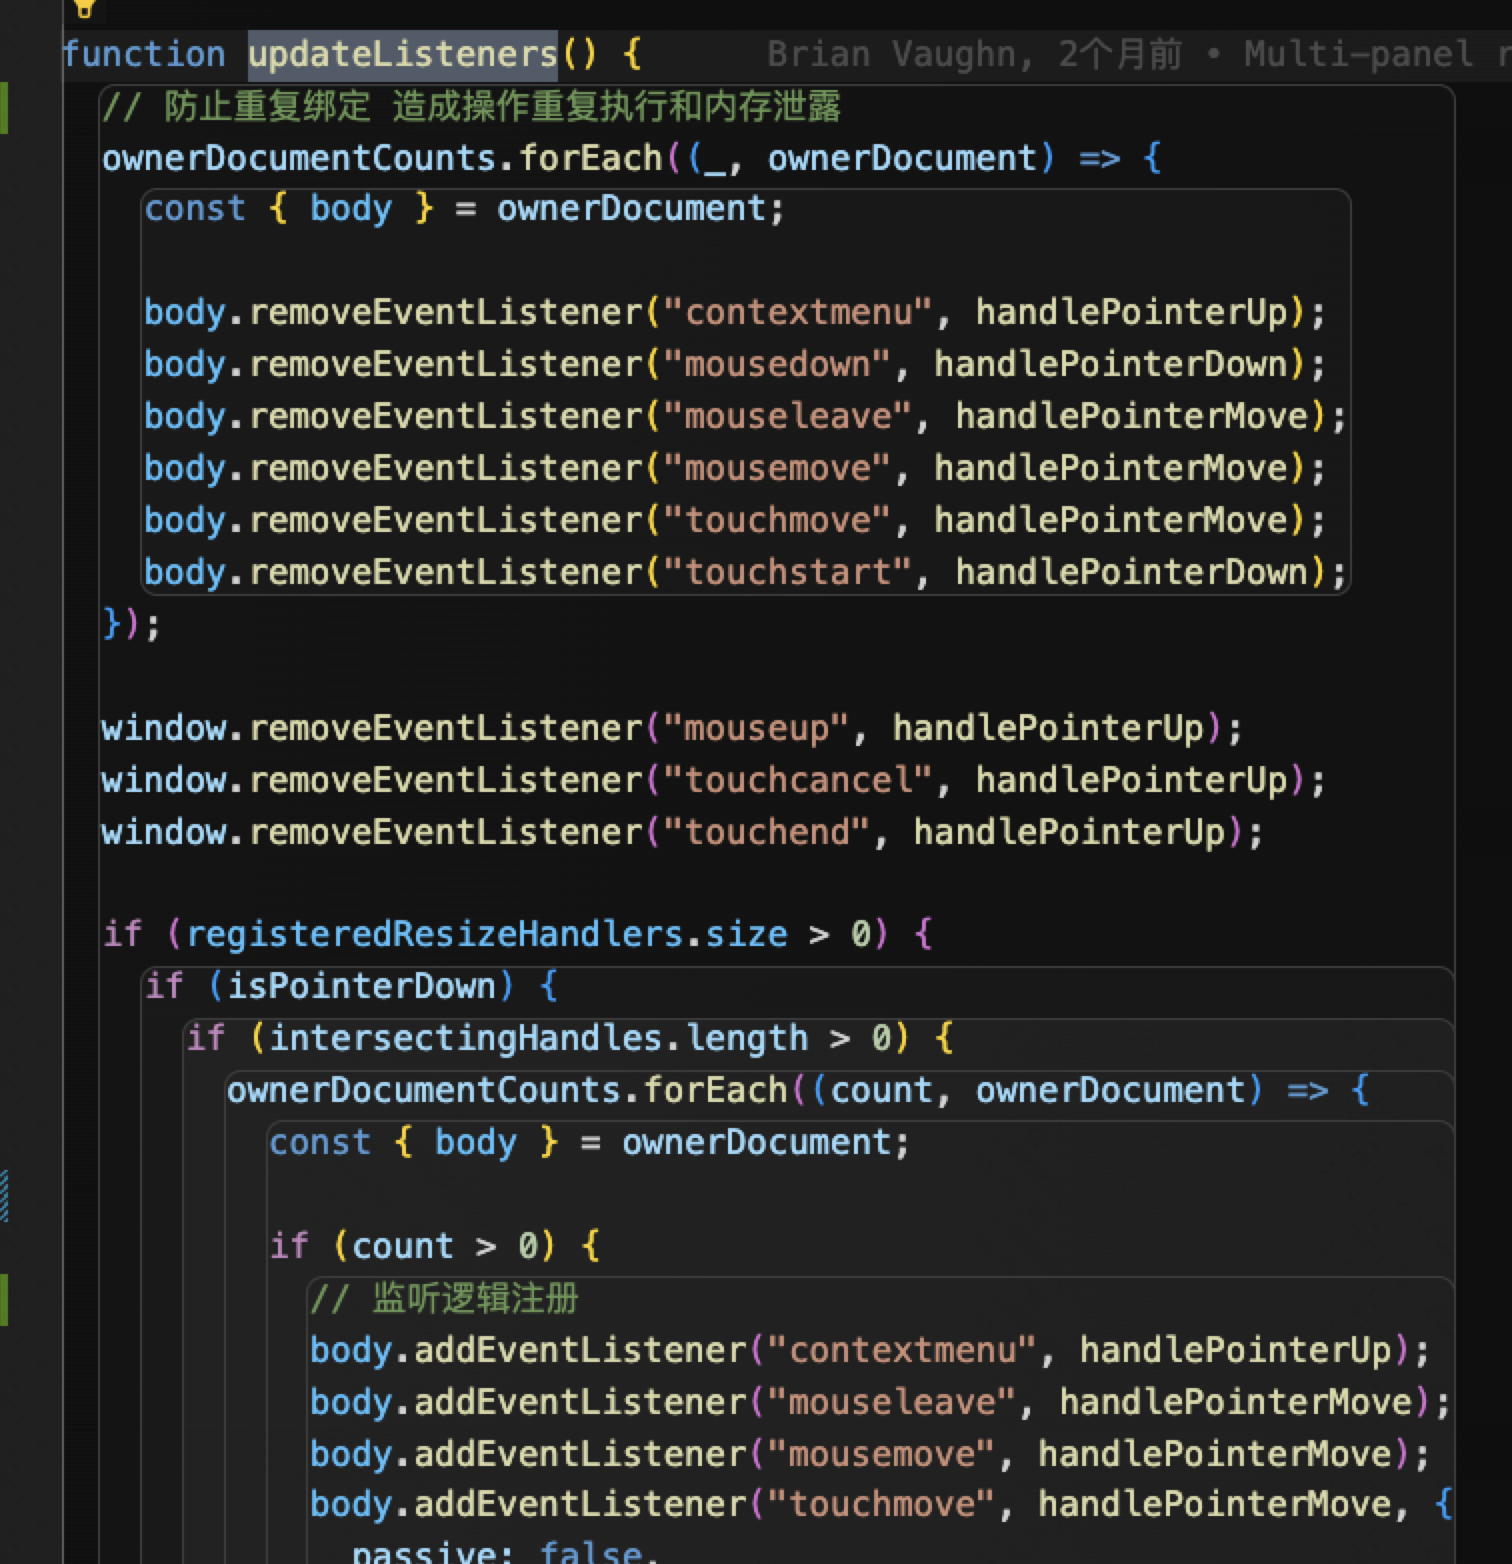 function updateListeners() {    Brian Vaughn, 2个月前 • Multi-panel r
// 防止重复绑定 造成操作重复执行和内存泄露
ownerDocumentCounts.forEach((_, ownerDocument) => {
const { body } = ownerDocument;
body.removeEventListener("contextmenu", handlePointerUp);
body.removeEventListener("mousedown", handlePointerDown);
body.removeEventListener("mouseleave", handlePointerMove);
body.removeEventListener("mousemove", handlePointerMove);
body.removeEventListener("touchmove", handlePointerMove);
body.removeEventListener("touchstart", handlePointerDown);
});
window.removeEventListener("mouseup", handlePointerUp);
window.removeEventListener("touchcancel", handlePointerUp);
window.removeEventListener("touchend", handlePointerUp);
if (registeredResizeHandlers.size > 0) {
if (isPointerDown) {
if (intersectingHandles.length > 0) {
ownerDocumentCounts.forEach((count, ownerDocument) => {
const { body } = ownerDocument;
if (count > 0) {
// 监听逻辑注册
body.addEventListener("contextmenu", handlePointerUp);
body.addEventListener("mouseleave", handlePointerMove);
body.addEventListener("mousemove", handlePointerMove);
body.addEventListener("touchmove", handlePointerMove, {
passive: false,